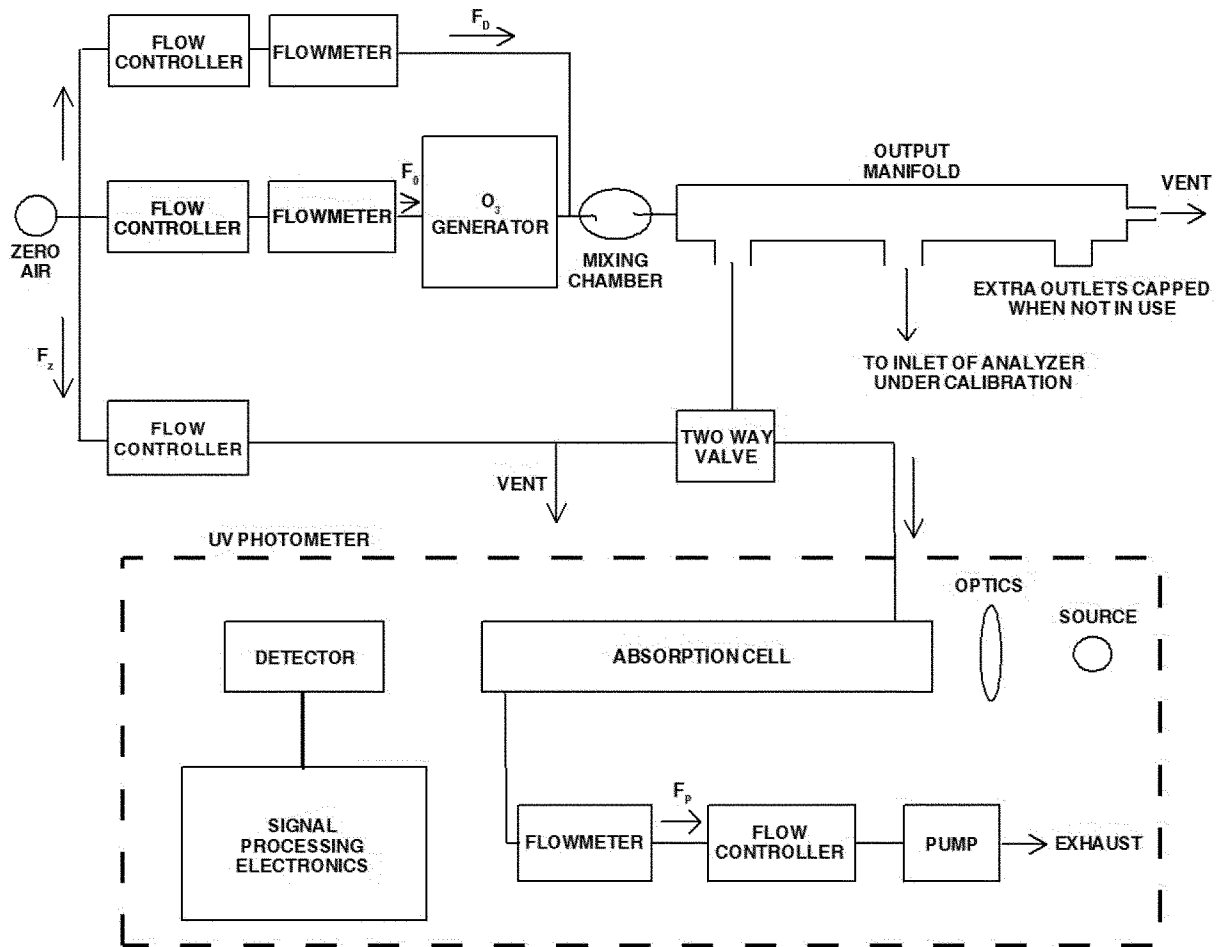 F_D
FLOW
CONTROLLER
FLOWMETER
OUTPUT
MANIFOLD
VENT
F_0
FLOW
CONTROLLER
FLOWMETER
O_3
GENERATOR
ZERO
AIR
MIXING
CHAMBER
EXTRA OUTLETS CAPPED
WHEN NOT IN USE
F_z
TO INLET OF ANALYZER
UNDER CALIBRATION
FLOW
CONTROLLER
TWO WAY
VALVE
VENT
UV PHOTOMETER
OPTICS
SOURCE
DETECTOR
ABSORPTION CELL
F_p
SIGNAL
PROCESSING
ELECTRONICS
FLOWMETER
FLOW
CONTROLLER
PUMP
EXHAUST